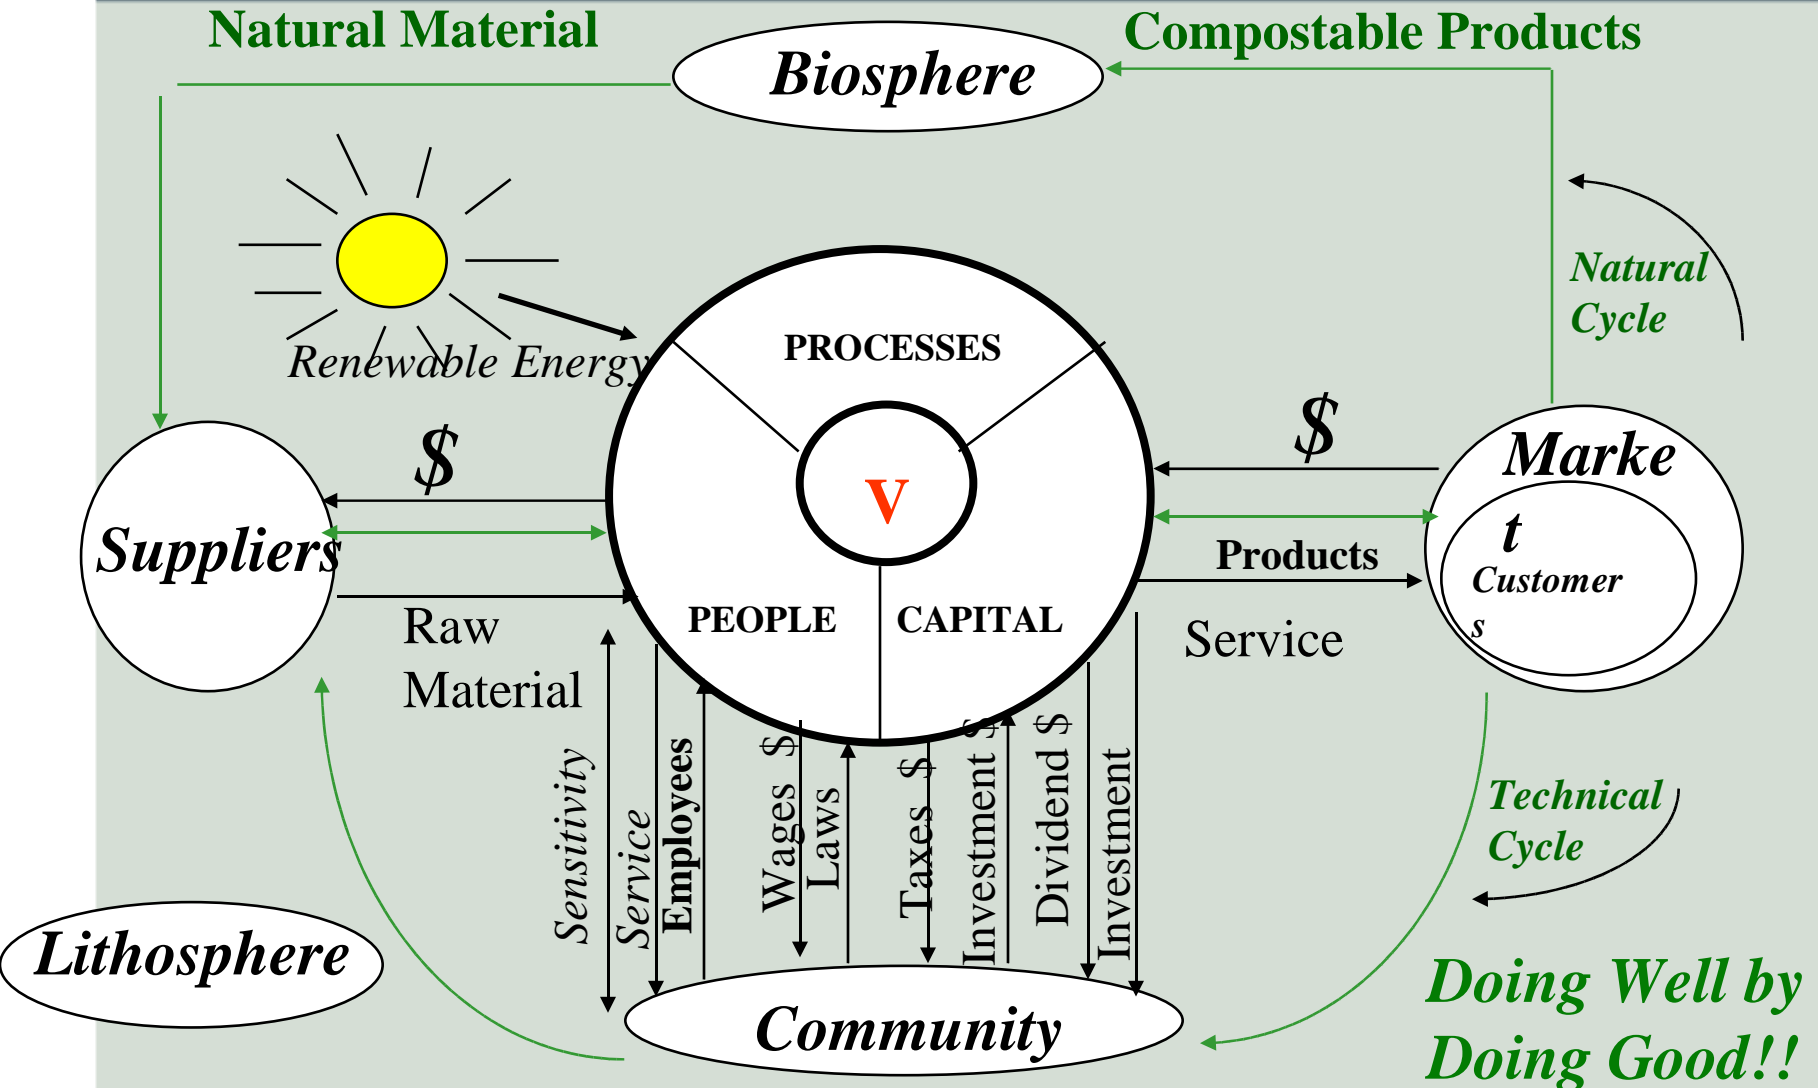 Natural Material
Compostable Products
Biosphere
Natural
Cycle
Renewable Energy
PROCESSES
$
$
Marke
t
V
Suppliers
Products
Customer
s
PEOPLE
CAPITAL
Raw
Material
Service
Sensitivity
Service
Employees
Wages $
Laws
Taxes $
Investment $
Dividend $
Investment
Technical
Cycle
Lithosphere
Community
Doing Well by
Doing Good!!